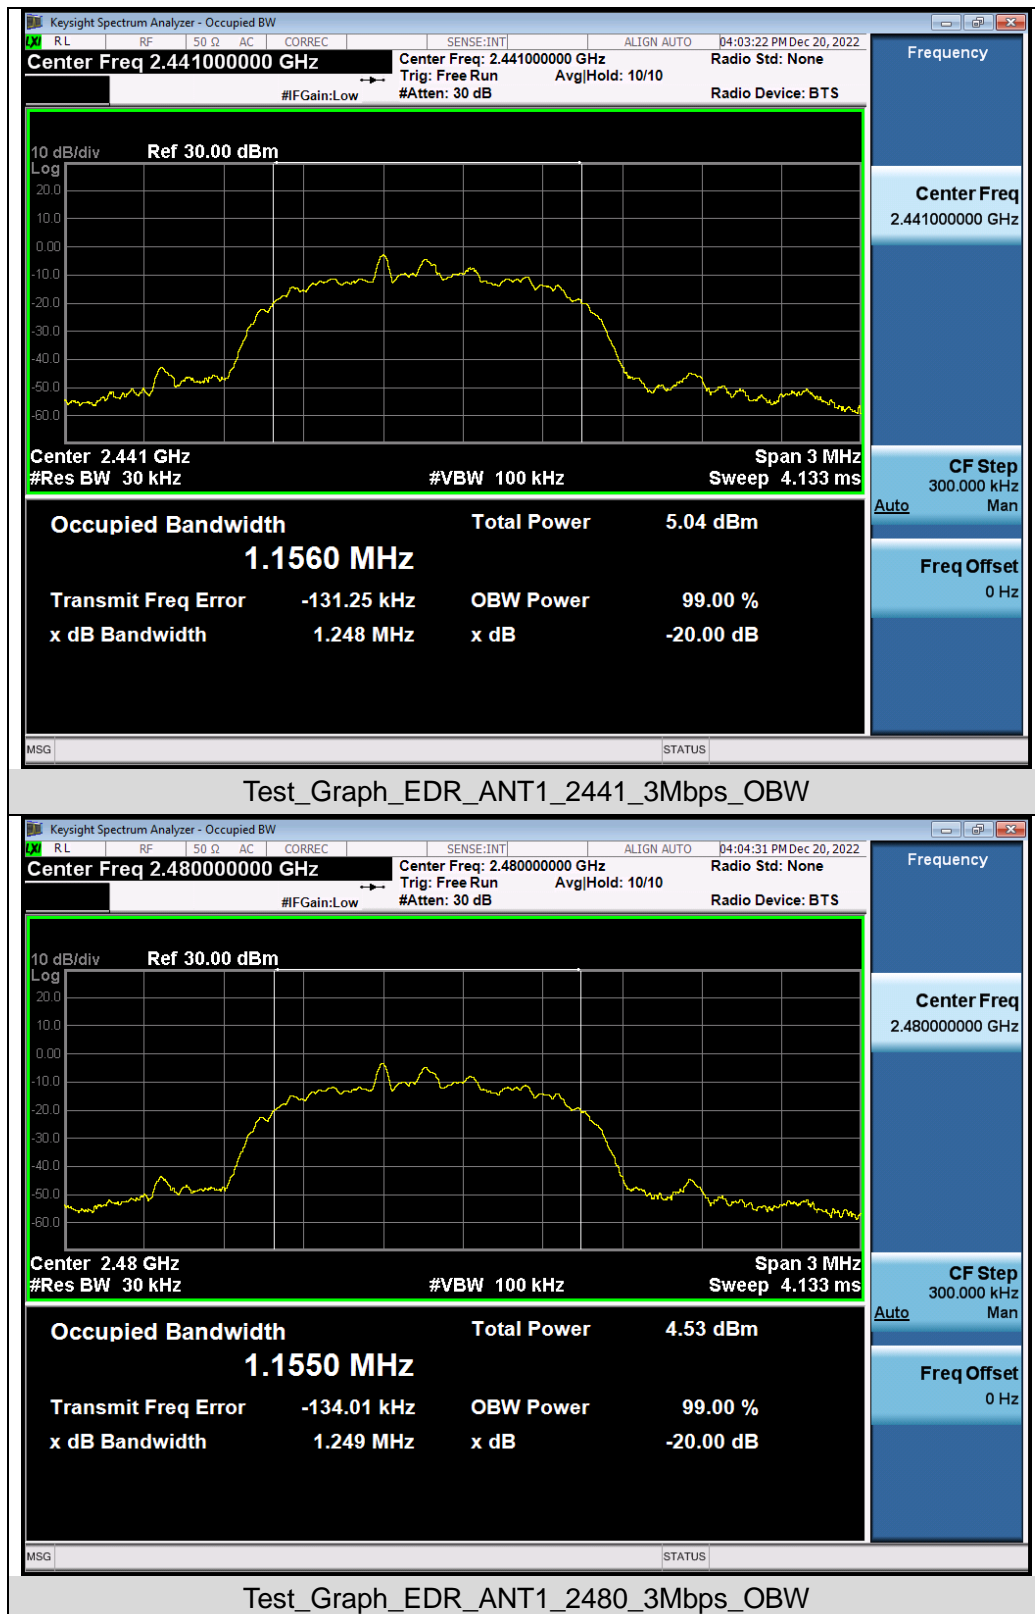 Keysight Spectrum Analyzer - Occupied BW
LXI RL RF 50 Ω AC CORREC SENSE:INT ALIGN AUTO 04:03:22 PM Dec 20, 2022
Center Freq 2.441000000 GHz
Center Freq: 2.441000000 GHz
Radio Std: None
Trig: Free Run Avg|Hold: 10/10
#IFGain:Low
#Atten: 30 dB
Radio Device: BTS
Frequency
10 dB/div Ref 30.00 dBm
Log
20.0
10.0
0.00
-10.0
-20.0
-30.0
-40.0
-50.0
-60.0
Center Freq
2.441000000 GHz
Center 2.441 GHz Span 3 MHz
#Res BW 30 kHz #VBW 100 kHz Sweep 4.133 ms
CF Step
300.000 kHz
Auto Man
Occupied Bandwidth Total Power 5.04 dBm
1.1560 MHz
Transmit Freq Error -131.25 kHz OBW Power 99.00 %
x dB Bandwidth 1.248 MHz x dB -20.00 dB
Freq Offset
0 Hz
MSG STATUS
Test_Graph_EDR_ANT1_2441_3Mbps_OBW
Keysight Spectrum Analyzer - Occupied BW
LXI RL RF 50 Ω AC CORREC SENSE:INT ALIGN AUTO 04:04:31 PM Dec 20, 2022
Center Freq 2.480000000 GHz
Center Freq: 2.480000000 GHz
Radio Std: None
Trig: Free Run Avg|Hold: 10/10
#IFGain:Low
#Atten: 30 dB
Radio Device: BTS
Frequency
10 dB/div Ref 30.00 dBm
Log
20.0
10.0
0.00
-10.0
-20.0
-30.0
-40.0
-50.0
-60.0
Center Freq
2.480000000 GHz
Center 2.48 GHz Span 3 MHz
#Res BW 30 kHz #VBW 100 kHz Sweep 4.133 ms
CF Step
300.000 kHz
Auto Man
Occupied Bandwidth Total Power 4.53 dBm
1.1550 MHz
Transmit Freq Error -134.01 kHz OBW Power 99.00 %
x dB Bandwidth 1.249 MHz x dB -20.00 dB
Freq Offset
0 Hz
MSG STATUS
Test_Graph_EDR_ANT1_2480_3Mbps_OBW